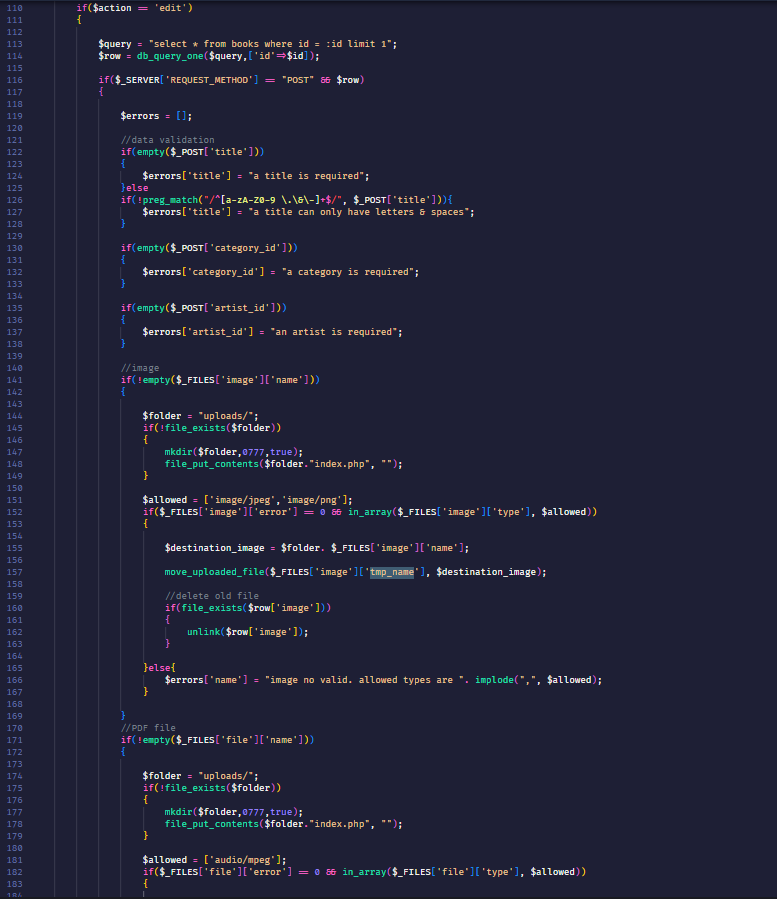 110 if($action == 'edit')
111 {
112
113 $query = "select * from books where id = :id limit 1";
114 $row = db_query_one($query,['id'=>$id]);
115
116 if($_SERVER['REQUEST_METHOD'] == "POST" && $row)
117 {
118
119 $errors = [];
120
121 //data validation
122 if(empty($_POST['title']))
123 {
124 $errors['title'] = "a title is required";
125 }else
126 if(!preg_match("/^[a-zA-Z0-9 \.\&\-]+$/", $_POST['title'])){
127 $errors['title'] = "a title can only have letters & spaces";
128 }
129
130 if(empty($_POST['category_id']))
131 {
132 $errors['category_id'] = "a category is required";
133 }
134
135 if(empty($_POST['artist_id']))
136 {
137 $errors['artist_id'] = "an artist is required";
138 }
139
140 //image
141 if(!empty($_FILES['image']['name']))
142 {
143
144 $folder = "uploads/";
145 if(!file_exists($folder))
146 {
147 mkdir($folder,0777,true);
148 file_put_contents($folder."index.php", "");
149 }
150
151 $allowed = ['image/jpeg','image/png'];
152 if($_FILES['image']['error'] == 0 && in_array($_FILES['image']['type'], $allowed))
153 {
154
155 $destination_image = $folder. $_FILES['image']['name'];
156
157 move_uploaded_file($_FILES['image']['tmp_name'], $destination_image);
158
159 //delete old file
160 if(file_exists($row['image']))
161 {
162 unlink($row['image']);
163 }
164
165 }else{
166 $errors['name'] = "image no valid. allowed types are ". implode(",", $allowed);
167 }
168
169 }
170 //PDF file
171 if(!empty($_FILES['file']['name']))
172 {
173
174 $folder = "uploads/";
175 if(!file_exists($folder))
176 {
177 mkdir($folder,0777,true);
178 file_put_contents($folder."index.php", "");
179 }
180
181 $allowed = ['audio/mpeg'];
182 if($_FILES['file']['error'] == 0 && in_array($_FILES['file']['type'], $allowed))
183 {
184